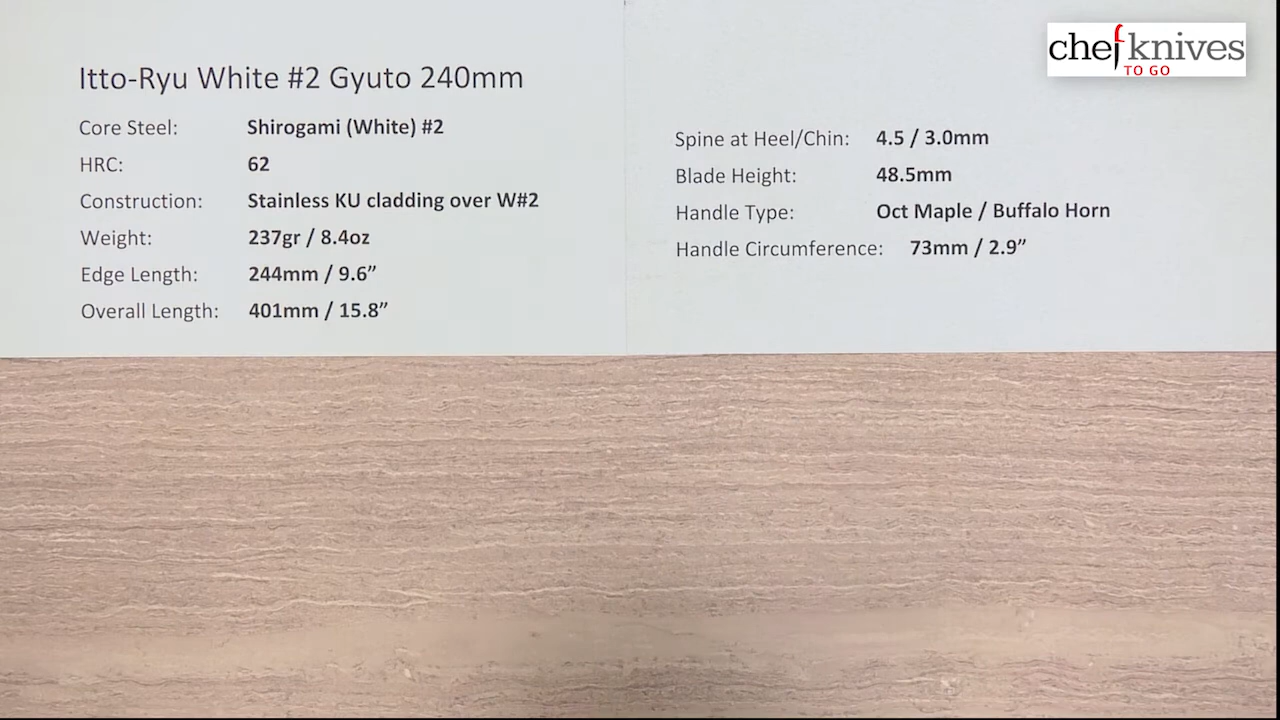 Itto-Ryu White #2 Gyuto 240mm
Core Steel: Shirogami (White) #2
HRC: 62
Construction: Stainless KU cladding over W#2
Weight: 237gr / 8.4oz
Edge Length: 244mm / 9.6”
Overall Length: 401mm / 15.8”
Spine at Heel/Chin: 4.5 / 3.0mm
Blade Height: 48.5mm
Handle Type: Oct Maple / Buffalo Horn
Handle Circumference: 73mm / 2.9”
chefknives
TO GO